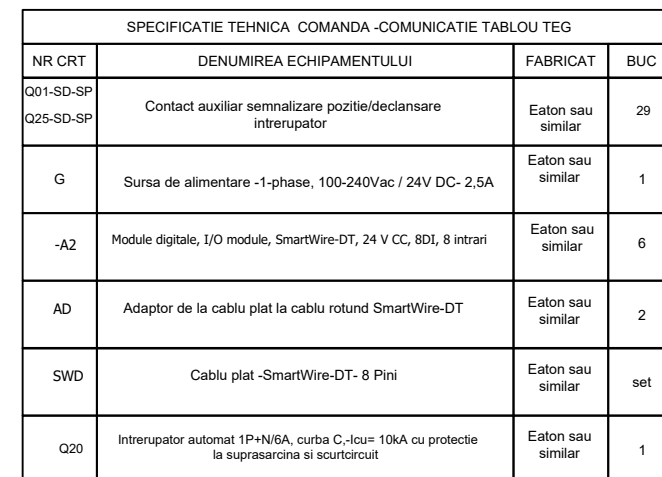 SPECIFICATIE TEHNICA COMANDA -COMUNICATIE TABLOU TEG
NR CRT DENUMIREA ECHIPAMENTULUI FABRICAT BUC
Q01-SD-SP
Q25-SD-SP
Contact auxiliar semnalizare pozitie/declansare
intrerupator
Eaton sau
similar
29
G
Sursa de alimentare -1-phase, 100-240Vac / 24V DC- 2,5A
Eaton sau
similar
1
-A2
Module digitale, I/O module, SmartWire-DT, 24 V CC, 8DI, 8 intrari
Eaton sau
similar
6
AD
Adaptor de la cablu plat la cablu rotund SmartWire-DT
Eaton sau
similar
2
SWD
Cablu plat -SmartWire-DT- 8 Pini
Eaton sau
similar
set
Q20
Intrerupator automat 1P+N/6A, curba C,-Icu= 10kA cu protectie
la suprasarcina si scurtcircuit
Eaton sau
similar
1